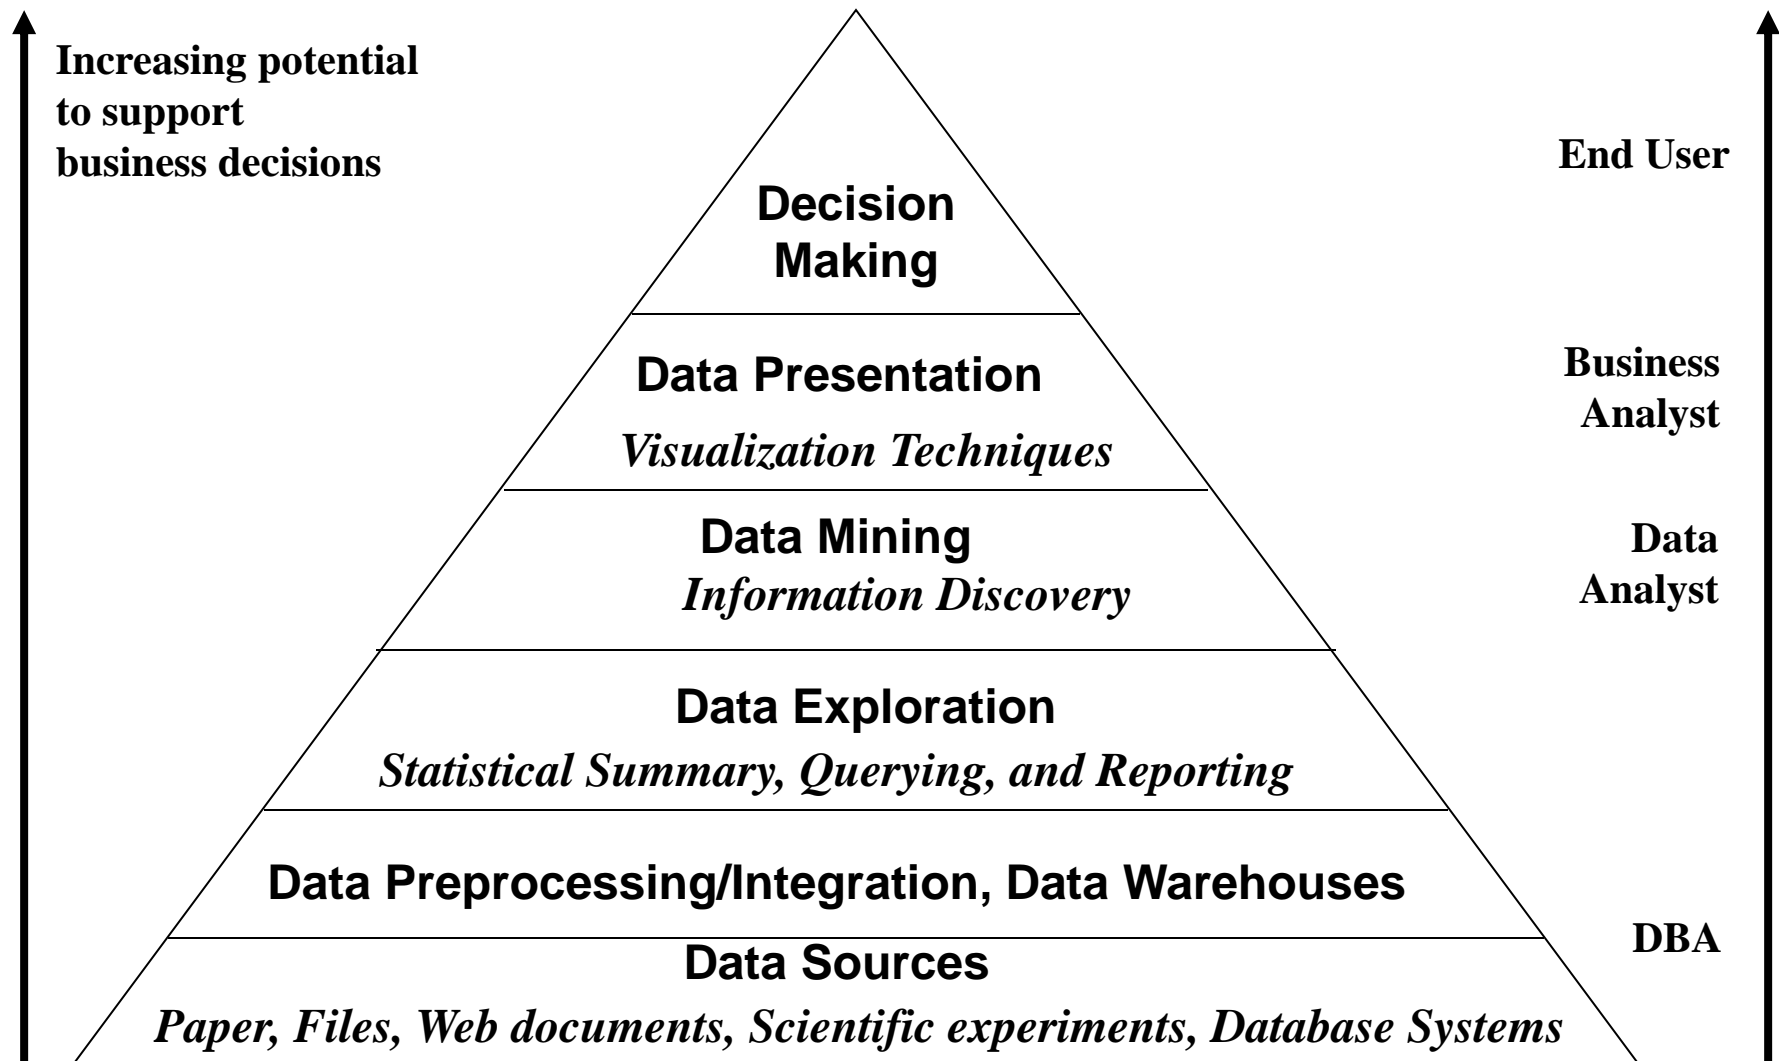 Increasing potential
to support
business decisions
End User
Decision
Making
Data Presentation
Visualization Techniques
Business
Analyst
Data Mining
Information Discovery
Data
Analyst
Data Exploration
Statistical Summary, Querying, and Reporting
Data Preprocessing/Integration, Data Warehouses
DBA
Data Sources
Paper, Files, Web documents, Scientific experiments, Database Systems